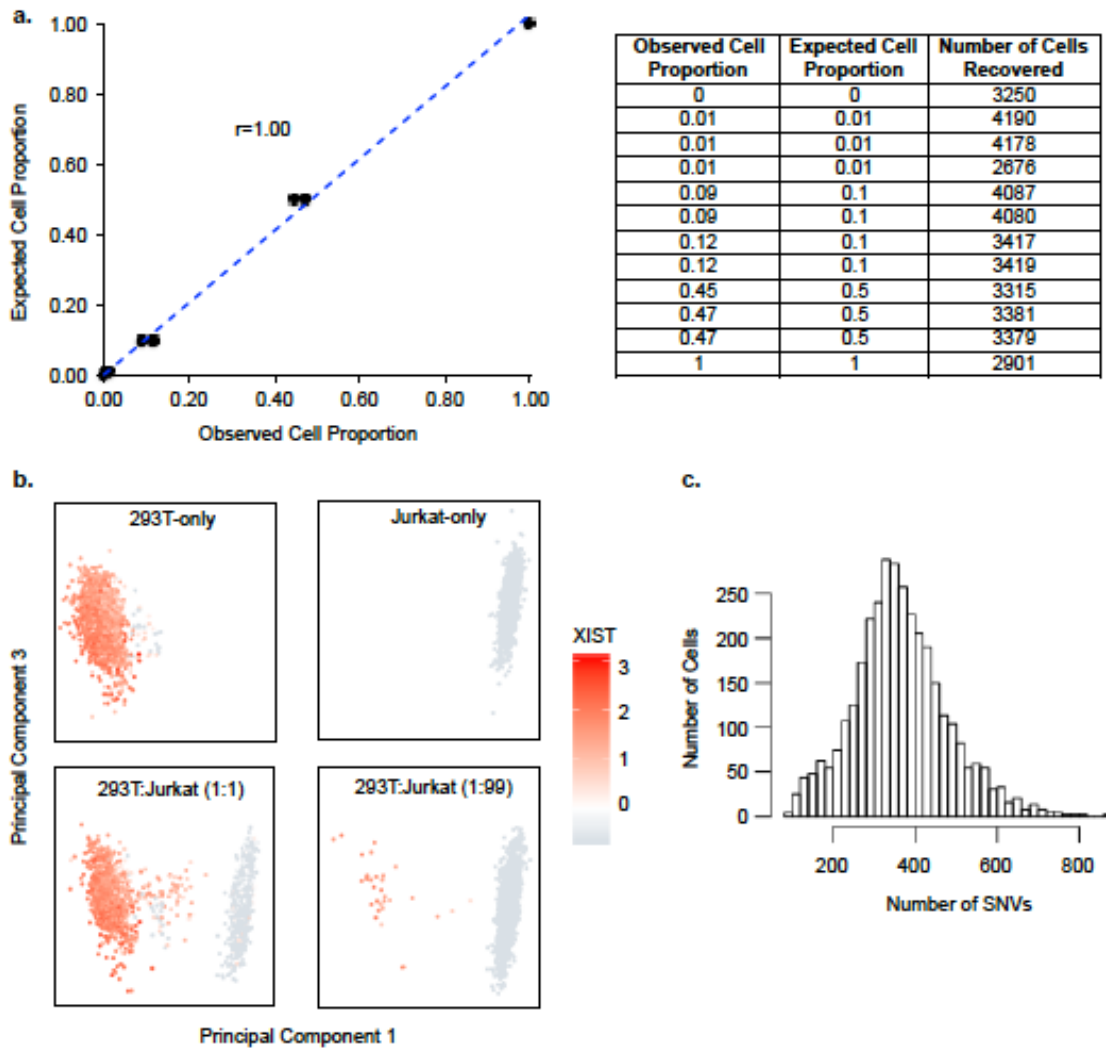 a.
1.00
0.80
0.60
0.40
0.20
0.00
Expected Cell Proportion
r=1.00
0.00 0.20 0.40 0.60 0.80 1.00
Observed Cell Proportion
Observed Cell Proportion Expected Cell Proportion Number of Cells Recovered
0 0 3250
0.01 0.01 4190
0.01 0.01 4178
0.01 0.01 2676
0.09 0.1 4087
0.09 0.1 4080
0.12 0.1 3417
0.12 0.1 3419
0.45 0.5 3315
0.47 0.5 3381
0.47 0.5 3379
1 1 2901
b.
293T-only
Jurkat-only
293T:Jurkat (1:1)
293T:Jurkat (1:99)
Principal Component 3
Principal Component 1
XIST
3
2
1
0
c.
250
200
150
100
50
0
Number of Cells
200 400 600 800
Number of SNVs